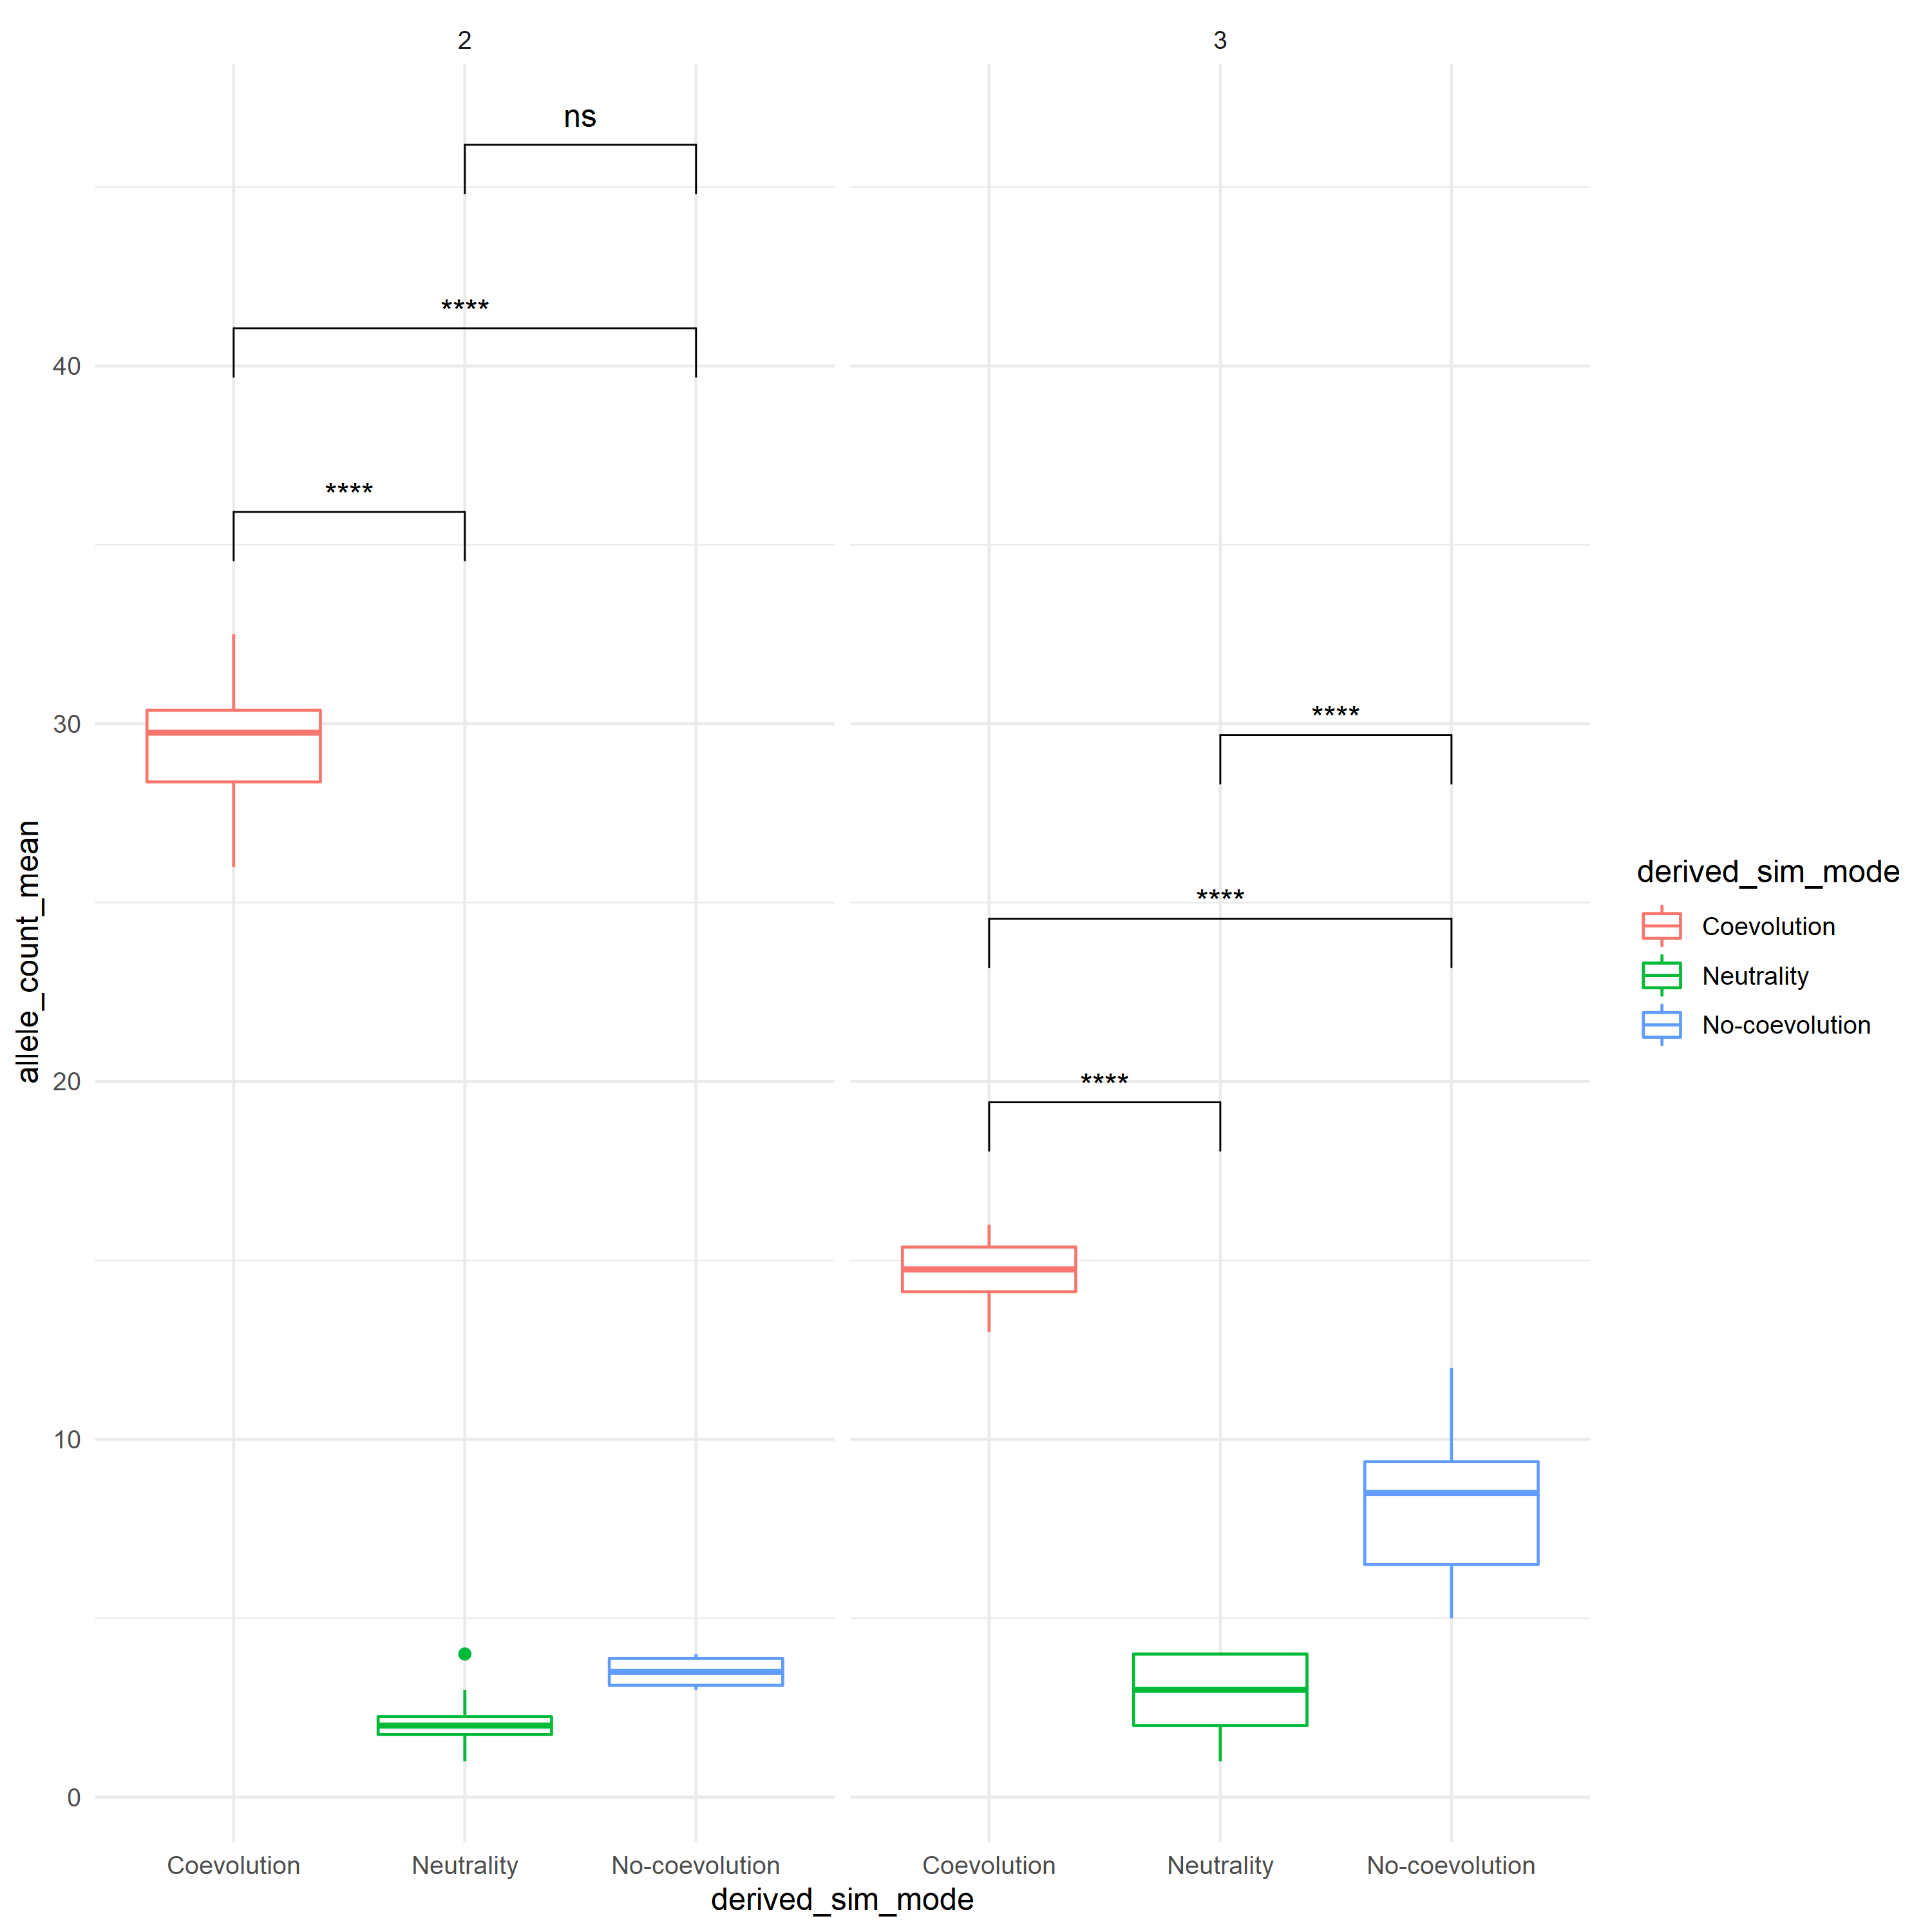 2
3
ns
****
****
****
****
****
40
30
20
10
0
allele_count_mean
Coevolution
Neutrality
No-coevolution
Coevolution
Neutrality
No-coevolution
derived_sim_mode
derived_sim_mode
Coevolution
Neutrality
No-coevolution